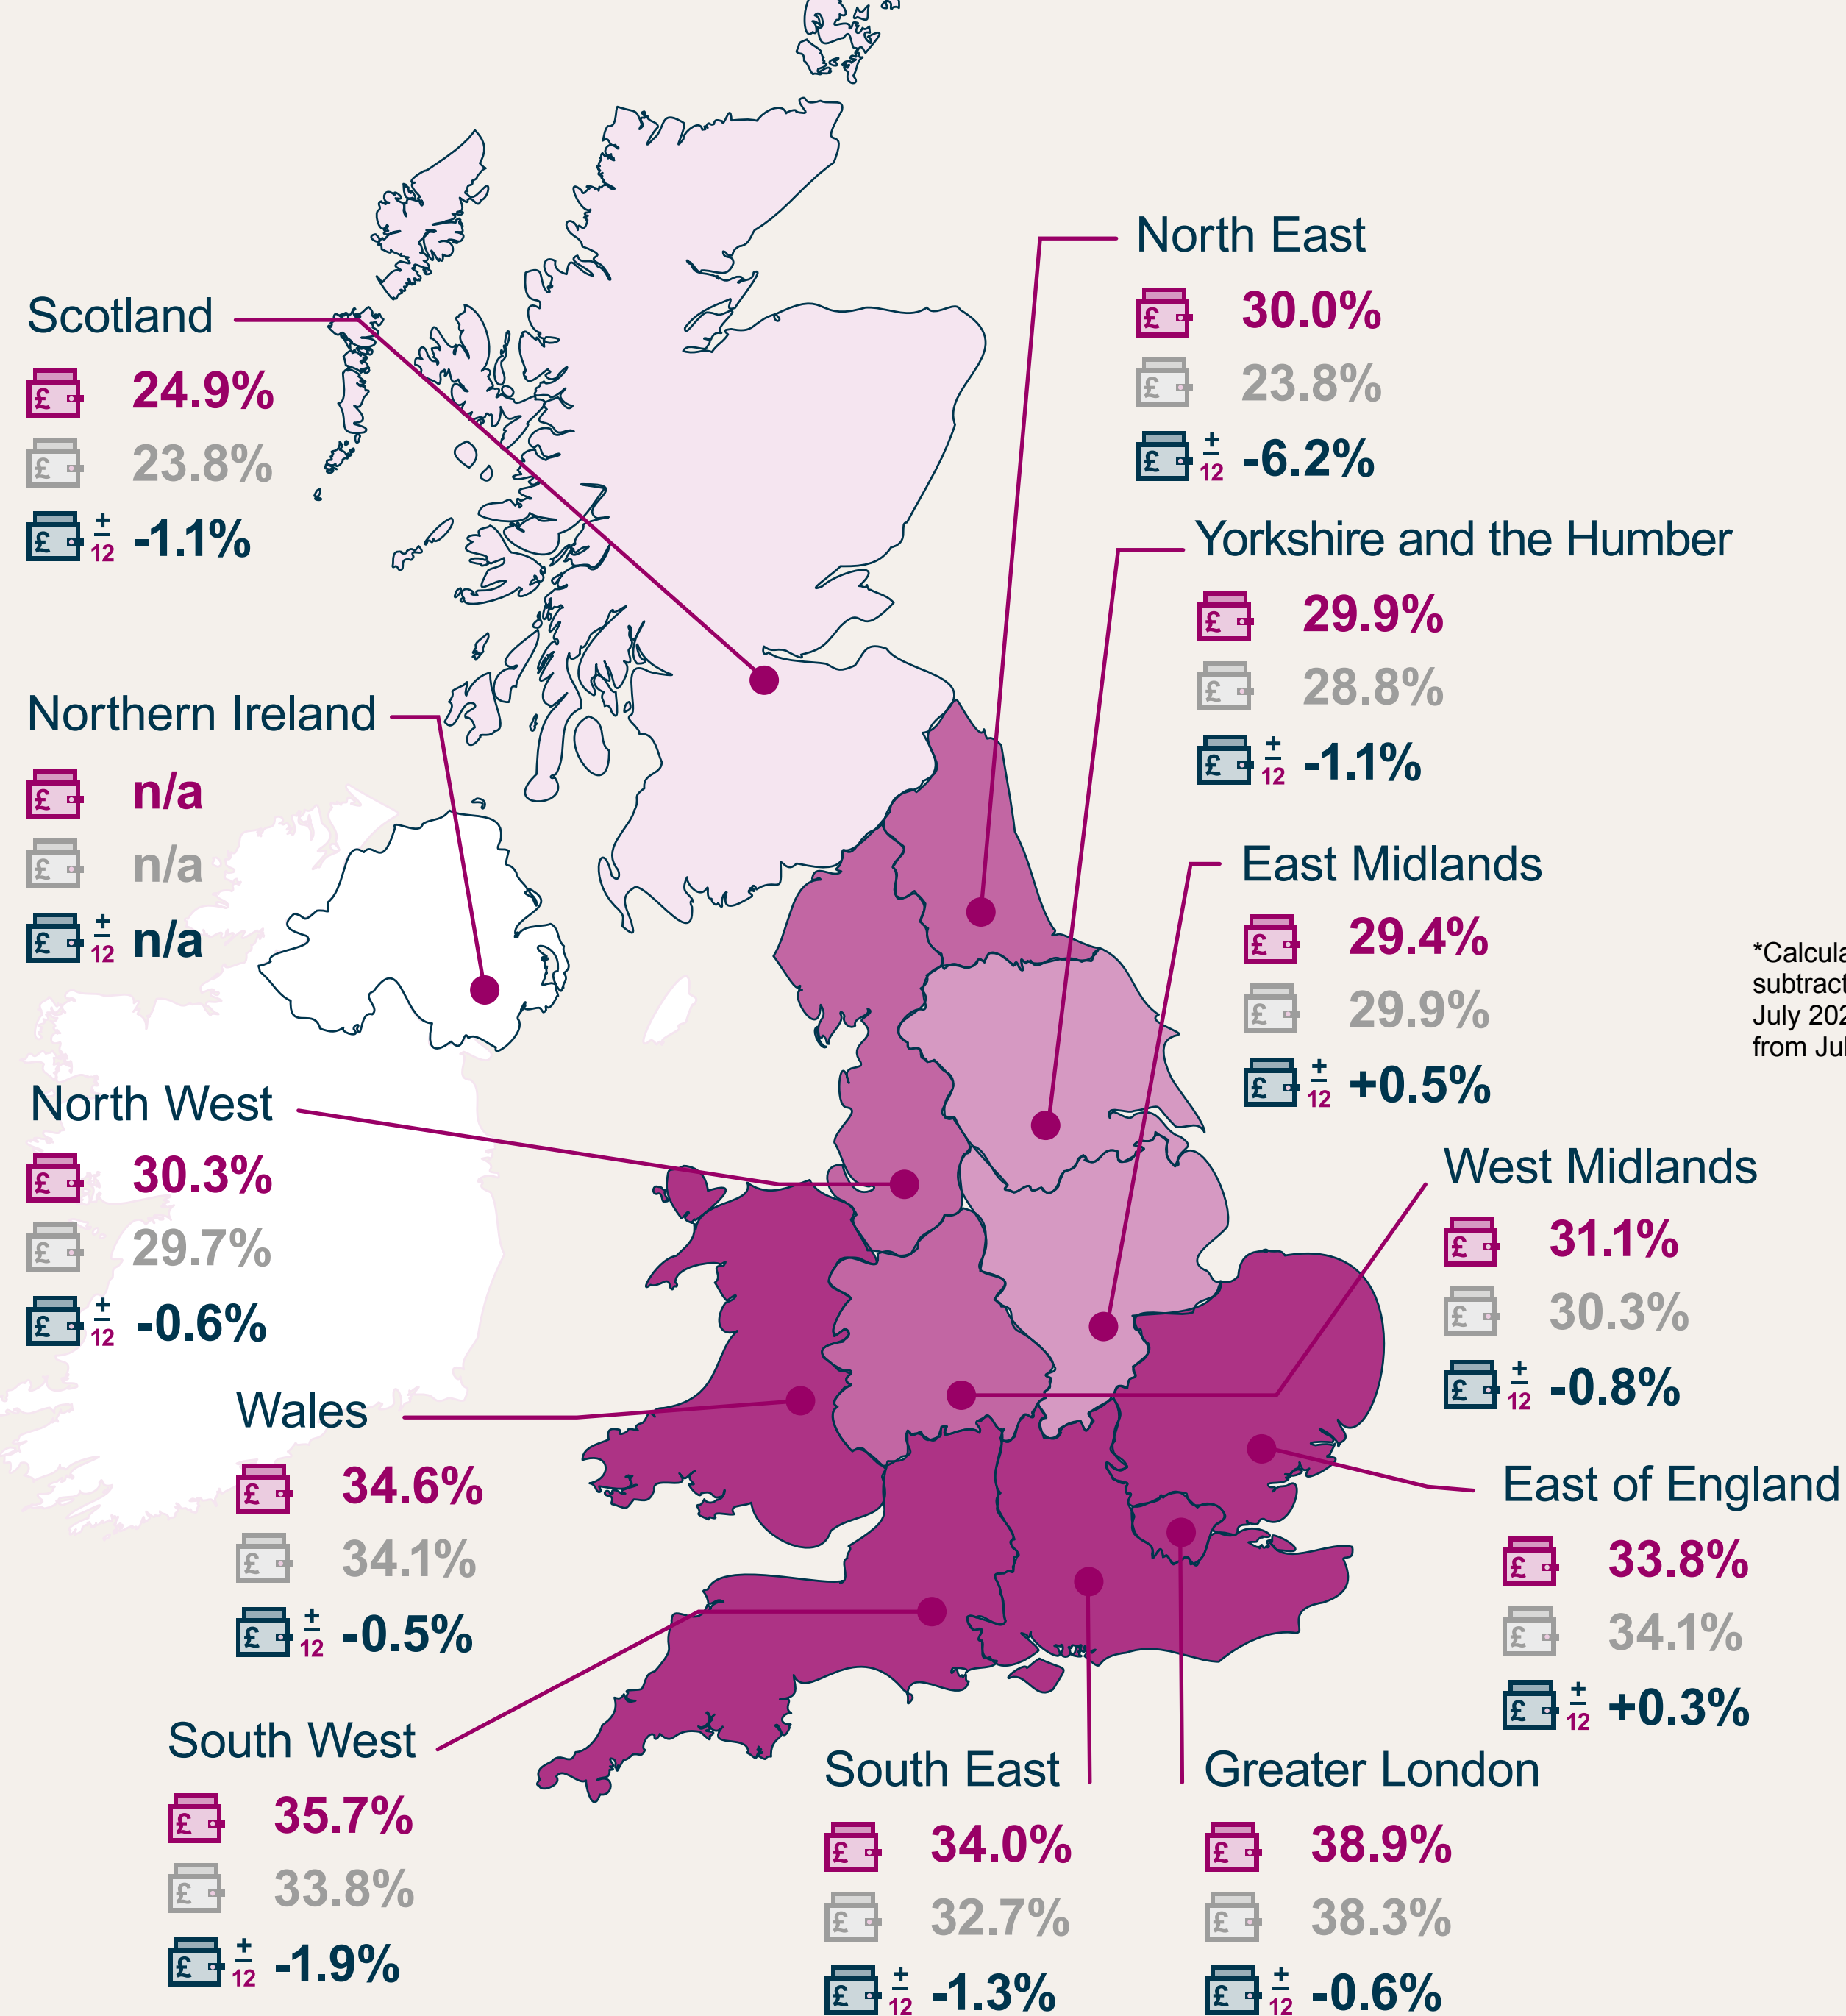 North East
30.0%
23.8%
± 12 -6.2%
Scotland
24.9%
23.8%
± 12 -1.1%
Yorkshire and the Humber
29.9%
28.8%
± 12 -1.1%
Northern Ireland
n/a
n/a
± 12 n/a
East Midlands
29.4%
29.9%
± 12 +0.5%
subtract
from
North West
30.3%
29.7%
± 12 -0.6%
West Midlands
31.1%
30.3%
± 12 -0.8%
Wales
34.6%
34.1%
± 12 -0.5%
East of England
33.8%
34.1%
± 12 +0.3%
South West
35.7%
33.8%
± 12 -1.9%
South East
34.0%
32.7%
± 12 -1.3%
Greater London
38.9%
38.3%
± 12 -0.6%